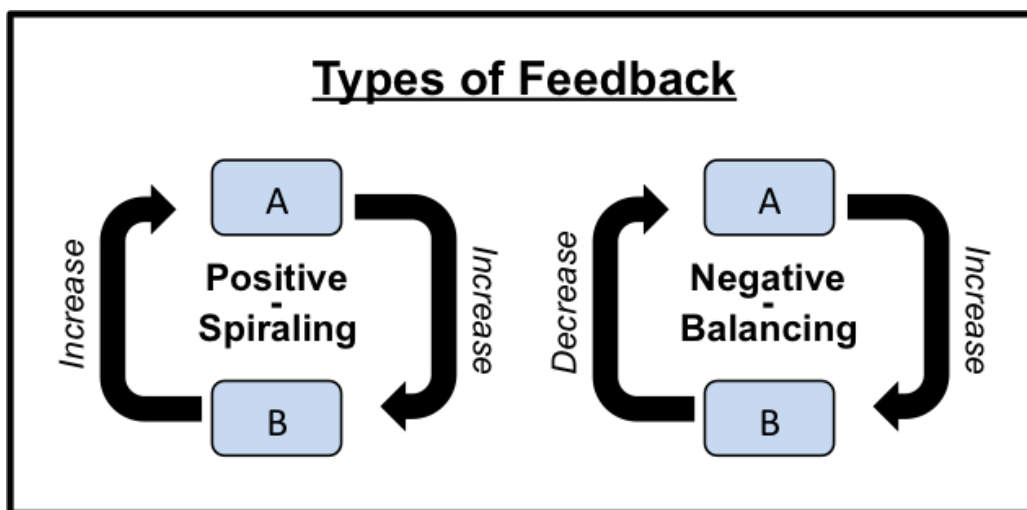 Types of Feedback
A
Increase
Positive
-
Spiraling
Increase
B
A
Decrease
Negative
-
Balancing
Increase
B